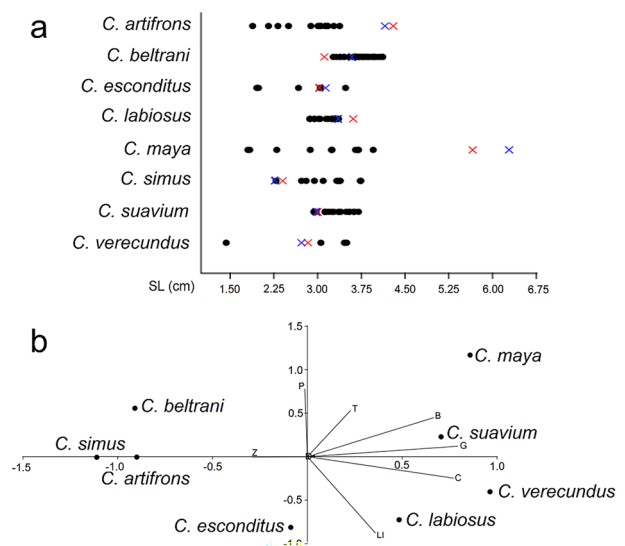 a
C. artifrons
C. beltrani
C. esconditus
C. labiosus
C. maya
C. simus
C. suavium
C. verecundus
SL (cm)
1.50 2.25 3.00 3.75 4.50 5.25 6.00 6.75
b
1.5
C. maya
1.0
P
C. beltrani
0.5
T
B
C. suavium
C. simus
G
Z
-1.5 -1.0 -0.5 0.5 1.0
C. artifrons
C
C. verecundus
-0.5
C. labiosus
C. esconditus
LI
-1.0